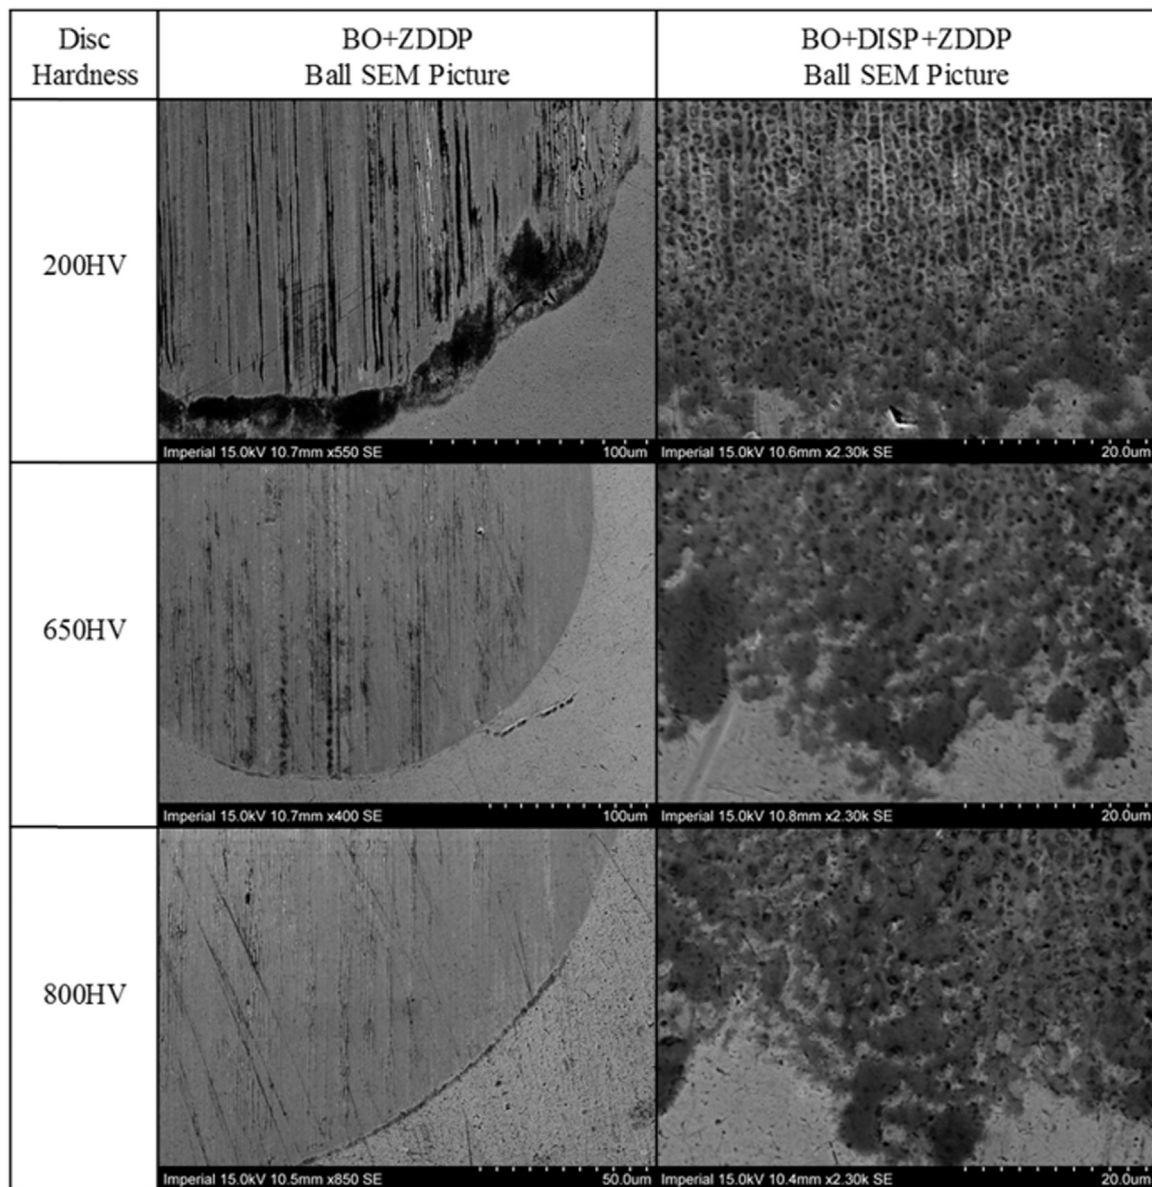 Disc
Hardness
BO+ZDDP
Ball SEM Picture
BO+DISP+ZDDP
Ball SEM Picture
200HV
Imperial 15.0kV 10.7mm x550 SE
100um
Imperial 15.0kV 10.6mm x2.30k SE
20.0um
650HV
Imperial 15.0kV 10.7mm x400 SE
100um
Imperial 15.0kV 10.8mm x2.30k SE
20.0um
800HV
Imperial 15.0kV 10.5mm x850 SE
50.0um
Imperial 15.0kV 10.4mm x2.30k SE
20.0um